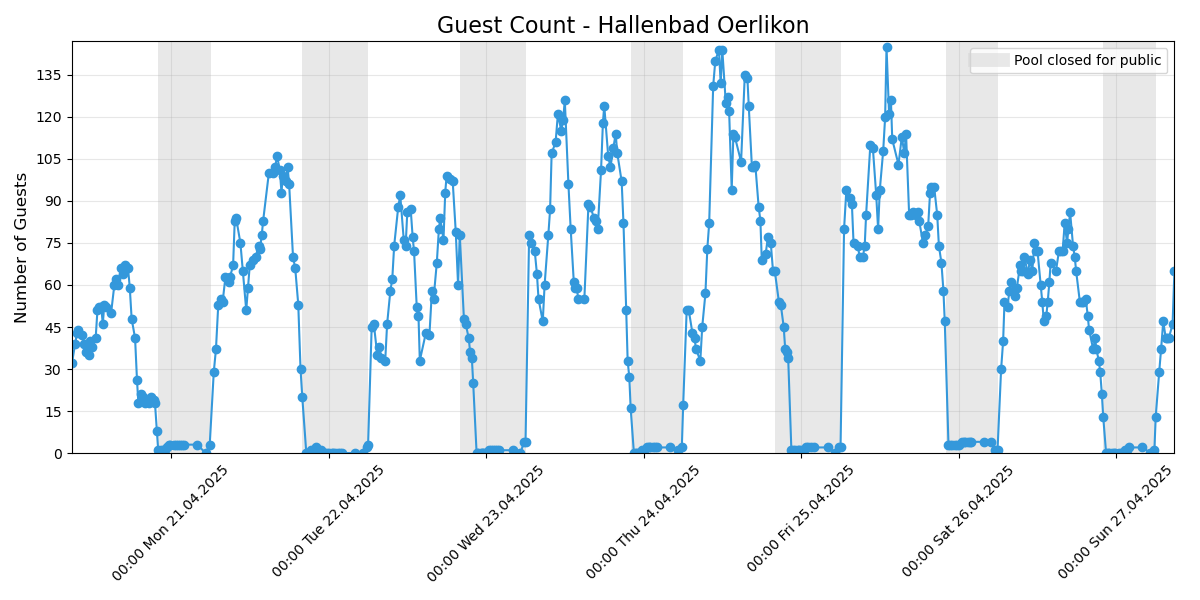 Guest Count - Hallenbad Oerlikon
Pool closed for public
Number of Guests
135
120
105
90
75
60
45
30
15
0
00:00 Mon 21.04.2025
00:00 Tue 22.04.2025
00:00 Wed 23.04.2025
00:00 Thu 24.04.2025
00:00 Fri 25.04.2025
00:00 Sat 26.04.2025
00:00 Sun 27.04.2025